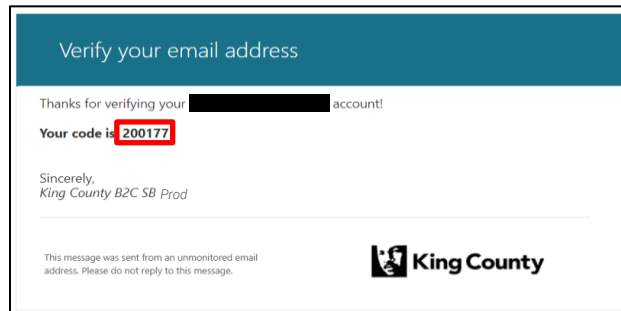 Verify your email address
Thanks for verifying your account!
Your code is 200177
Sincerely,
King County B2C SB Prod
This message was sent from an unmonitored email
address. Please do not reply to this message.
King County